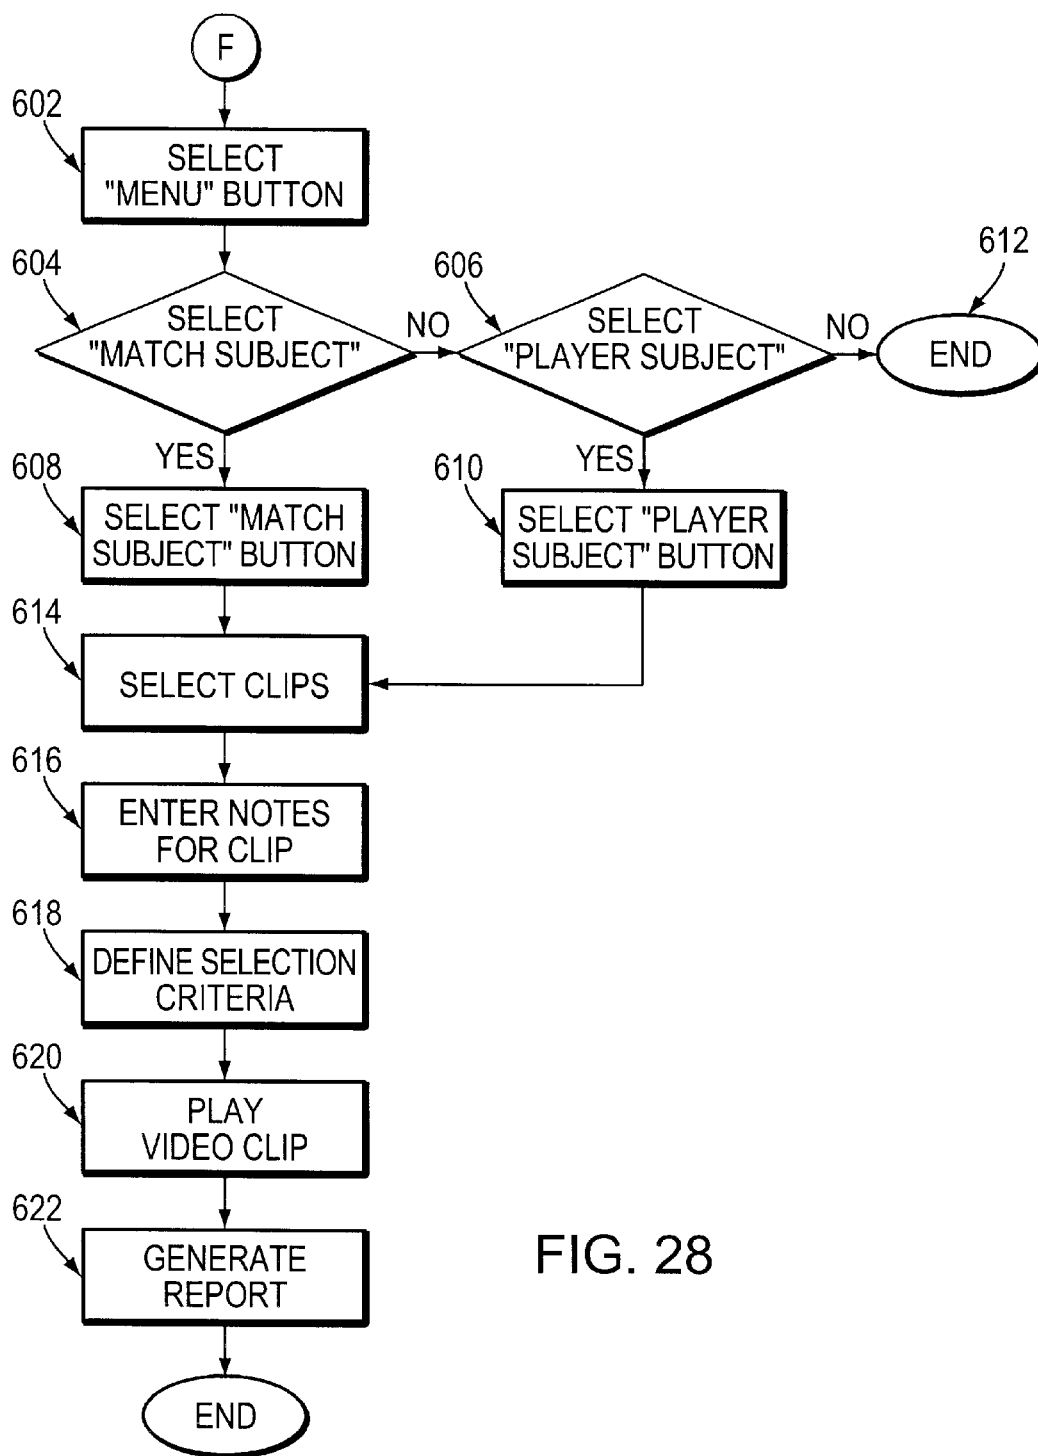 F
602
SELECT
"MENU" BUTTON
604
SELECT
"MATCH SUBJECT"
NO
606
SELECT
"PLAYER SUBJECT"
NO
612
END
YES
608
SELECT "MATCH
SUBJECT" BUTTON
YES
610
SELECT "PLAYER
SUBJECT" BUTTON
614
SELECT CLIPS
616
ENTER NOTES
FOR CLIP
618
DEFINE SELECTION
CRITERIA
620
PLAY
VIDEO CLIP
622
GENERATE
REPORT
END
FIG. 28